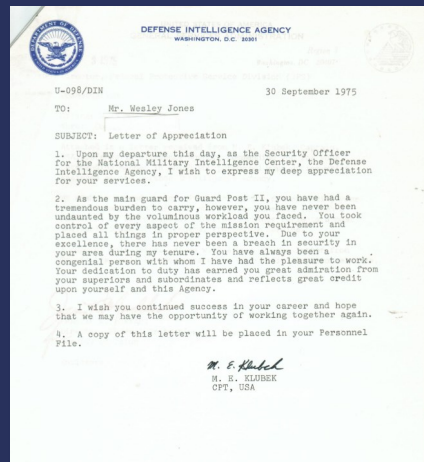 DEFENSE INTELLIGENCE AGENCY
WASHINGTON, D.C. 20301
U-098/DIN
30 September 1975
TO: Mr. Wesley Jones
SUBJECT: Letter of Appreciation
1. Upon my departure this day, as the Security Officer
for the National Military Intelligence Center, the Defense
Intelligence Agency, I wish to express my deep appreciation
for your services.
2. As the main guard for Guard Post II, you have had a
tremendous burden to carry, however, you have never been
undaunted by the voluminous workload you faced. You took
control of every aspect of the mission requirement and
placed all things in proper perspective. Due to your
excellence, there has never been a breach in security in
your area during my tenure. You have always been a
congenial person with whom I have had the pleasure to work.
Your dedication to duty has earned you great admiration from
your superiors and subordinates and reflects great credit
upon yourself and this Agency.
3. I wish you continued success in your career and hope
that we may have the opportunity of working together again.
4. A copy of this letter will be placed in your Personnel
File.
M. E. Klubek
M. E. KLUBEK
CPT, USA